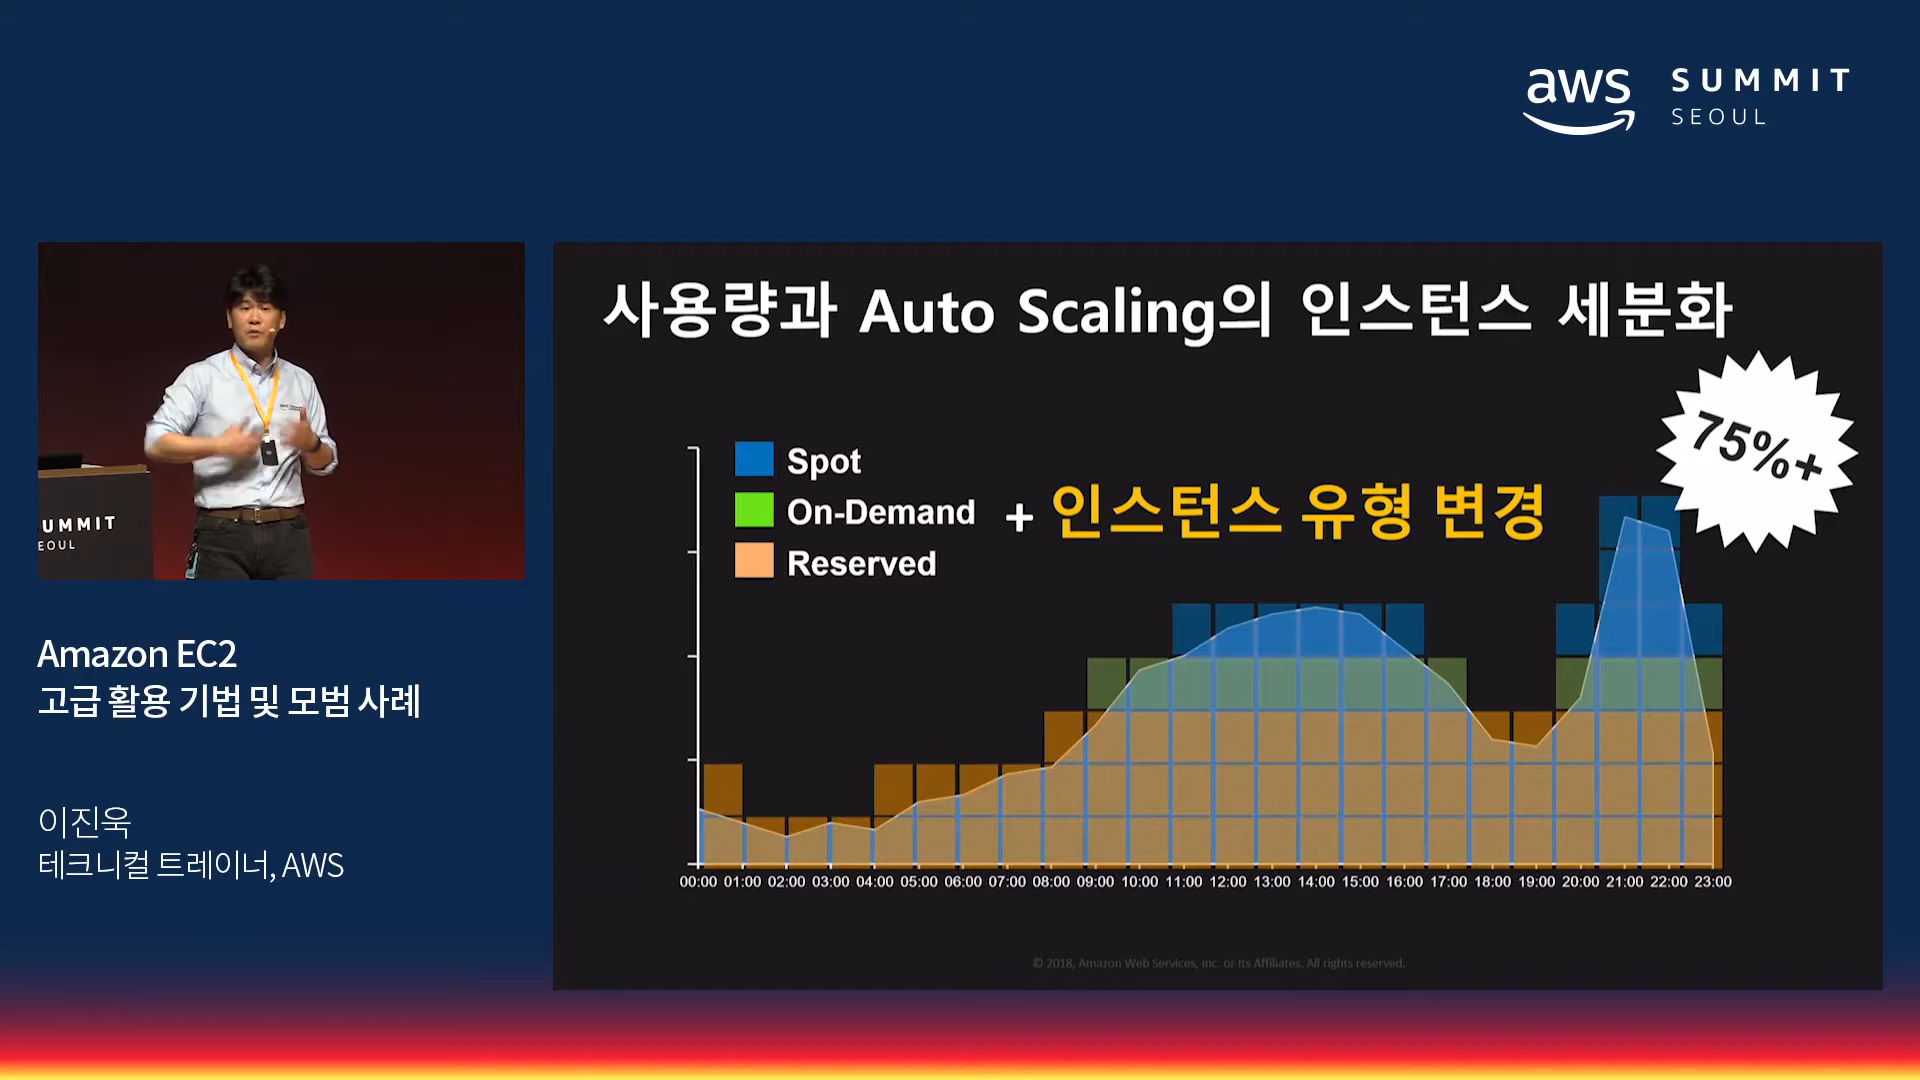 aws SUMMIT
SEOUL
UMMIT
EOUL
Amazon EC2
고급 활용 기법 및 모범 사례
이진욱
테크니컬 트레이너, AWS
사용량과 Auto Scaling의 인스턴스 세분화
75%+
Spot
On-Demand
Reserved
+ 인스턴스 유형 변경
00:00 01:00 02:00 03:00 04:00 05:00 06:00 07:00 08:00 09:00 10:00 11:00 12:00 13:00 14:00 15:00 16:00 17:00 18:00 19:00 20:00 21:00 22:00 23:00
© 2018, Amazon Web Services, Inc. or its Affiliates. All rights reserved.